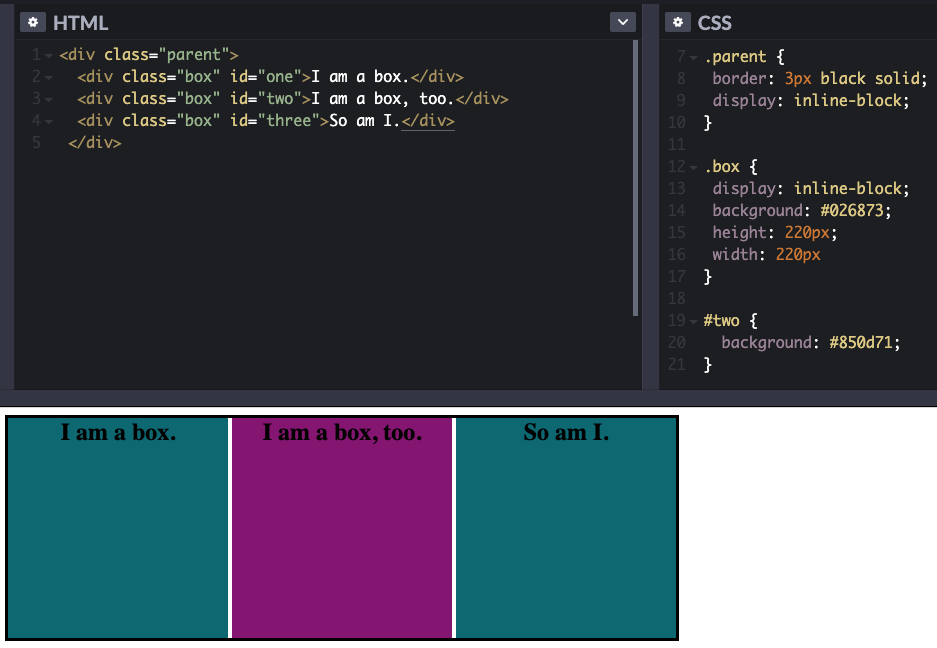 HTML
1 <div class="parent">
2 <div class="box" id="one">I am a box.</div>
3 <div class="box" id="two">I am a box, too.</div>
4 <div class="box" id="three">So am I.</div>
5 </div>
CSS
7 .parent {
8 border: 3px black solid;
9 display: inline-block;
10 }
11
12 .box {
13 display: inline-block;
14 background: #026873;
15 height: 220px;
16 width: 220px
17 }
18
19 #two {
20 background: #850d71;
21 }
I am a box.
I am a box, too.
So am I.